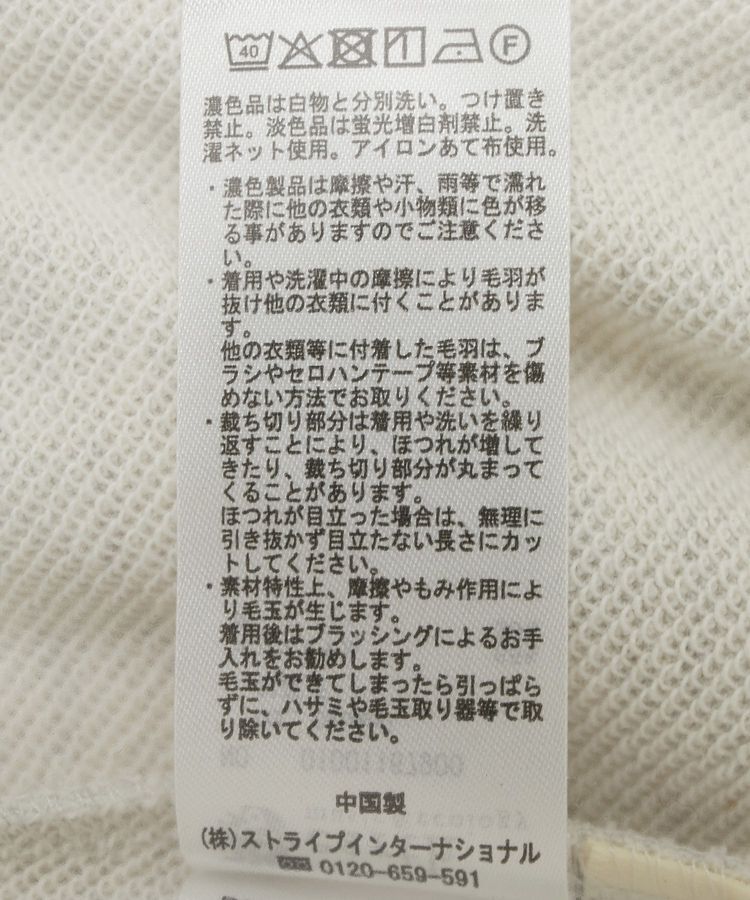 40 F
濃色品は白物と分別洗い。つけ置き
禁止。淡色品は蛍光増白剤禁止。洗
濯ネット使用。アイロンあて布使用。
・濃色製品は摩擦や汗、雨等で濡れ
た際に他の衣類や小物類に色が移
る事がありますのでご注意くださ
い。
・着用や洗濯中の摩擦により毛羽が
抜け他の衣類に付くことがありま
す。
他の衣類等に付着した毛羽は、ブ
ラシやセロハンテープ等素材を傷
めない方法でお取りください。
・裁ち切り部分は着用や洗いを繰り
返すことにより、ほつれが増して
きたり、裁ち切り部分が丸まって
くることがあります。
ほつれが目立った場合は、無理に
引き抜かず目立たない長さにカッ
トしてください。
・素材特性上、摩擦やもみ作用によ
り毛玉が生じます。
着用後はブラッシングによるお手
入れをお勧めします。
毛玉ができてしまったら引っぱら
ずに、ハサミや毛玉取り器等で取
り除いてください。
中国製
(株)ストライプインターナショナル
0120-659-591